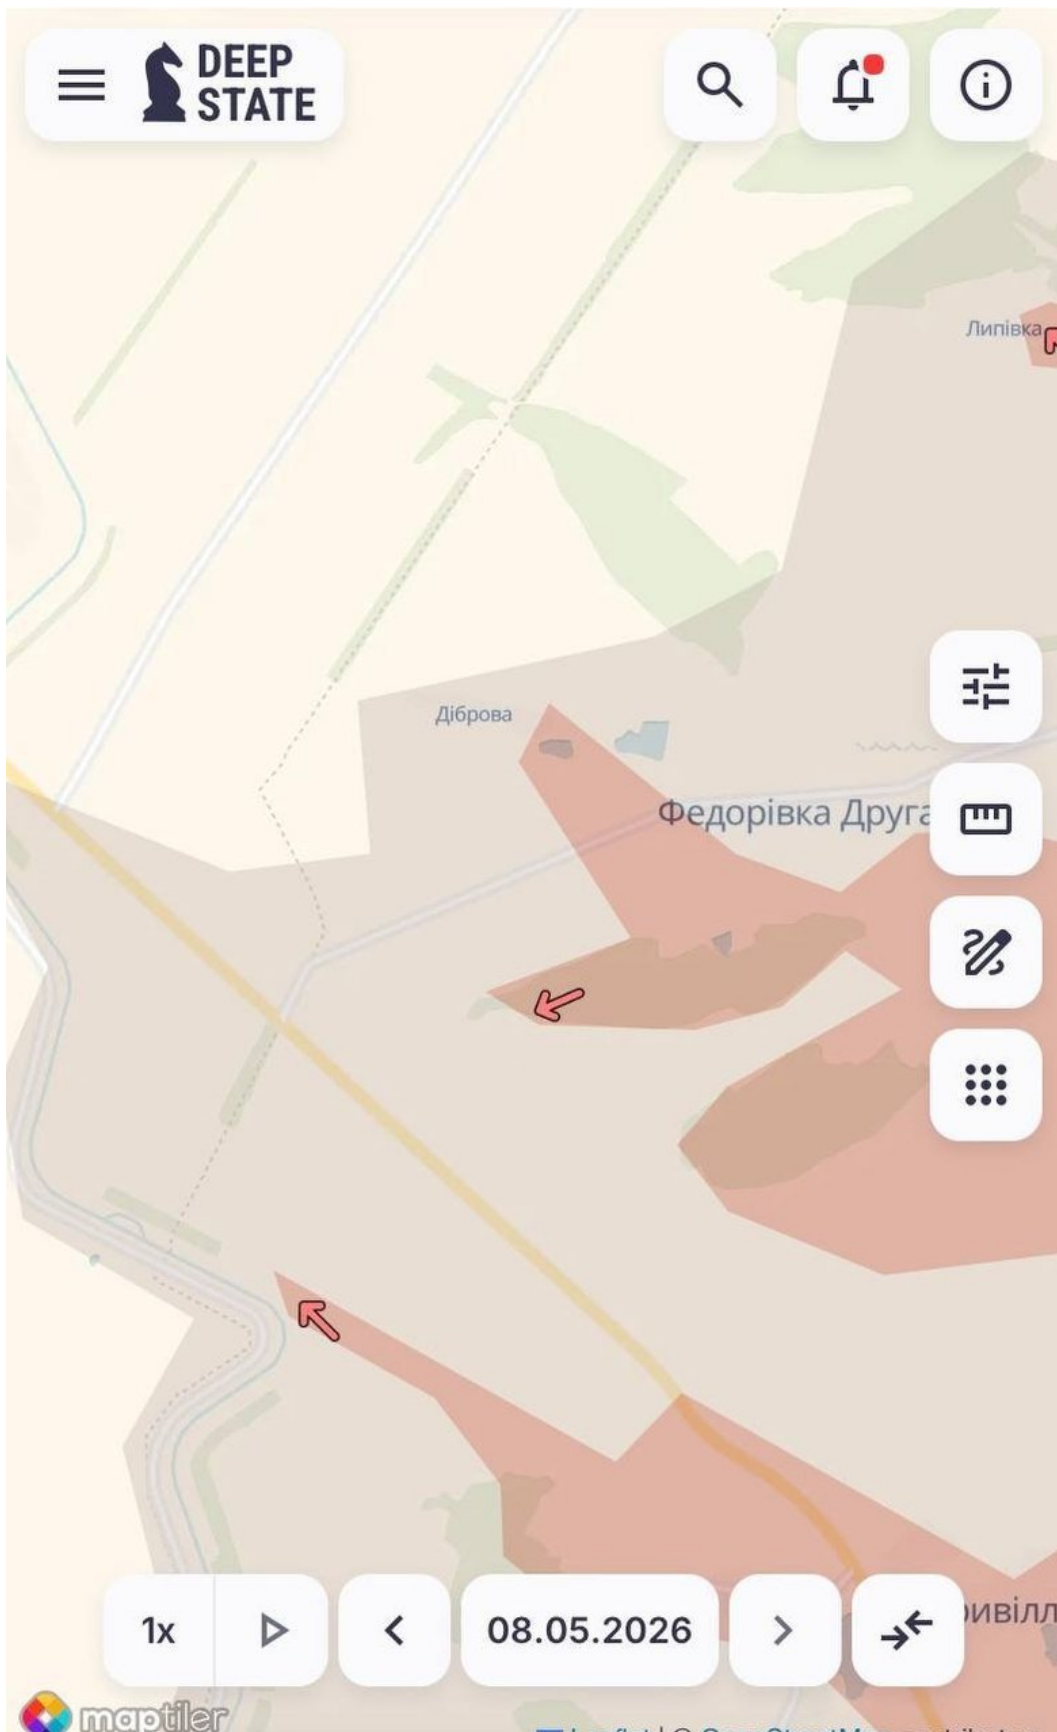 DEEP
STATE
Липівка
Діброва
Федорівка Друга
1x
08.05.2026
maptiler